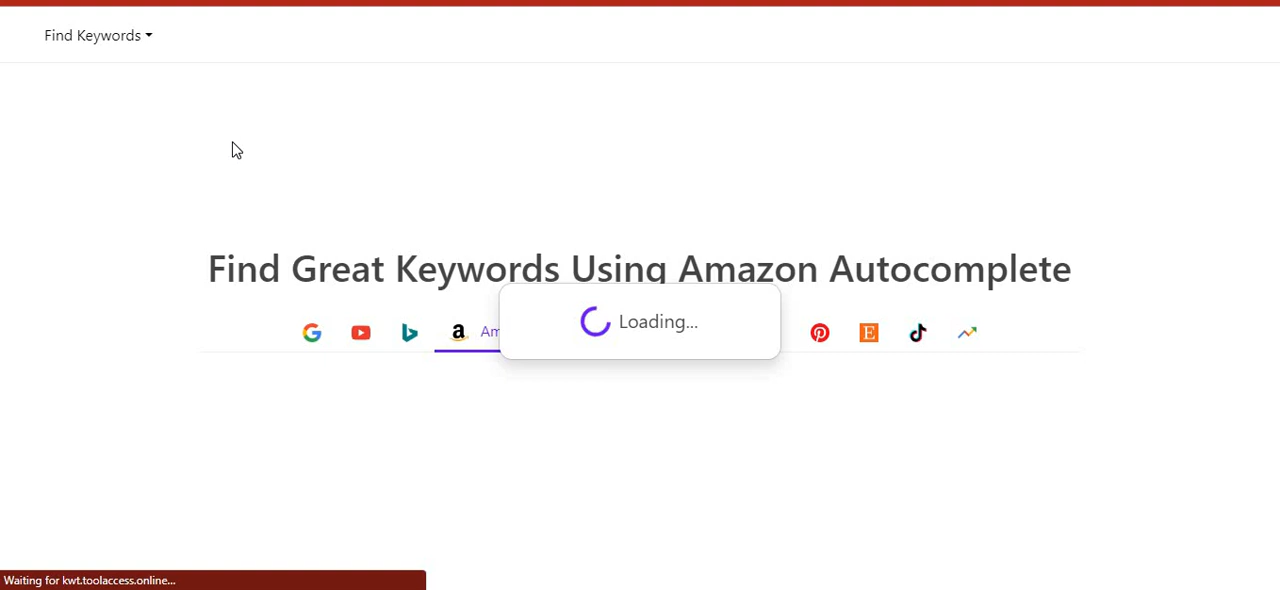 Find Keywords
Find Great Keywords Using Amazon Autocomplete
Am
Loading...
Waiting for kwt.toolaccess.online...